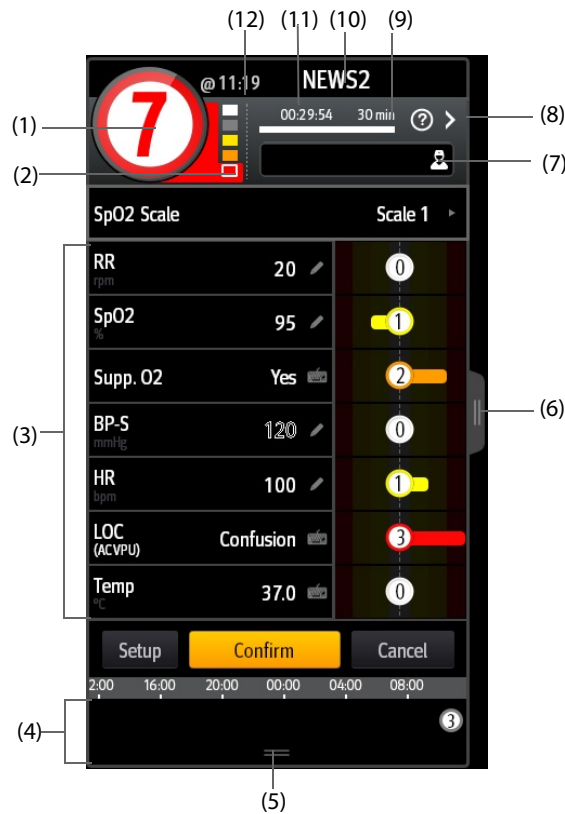 (12) (11) (10) (9)
@ 11:19 NEWS2
7
00:29:54 30 min ? (8)
(1)
(2)
(7)
SpO2 Scale Scale 1
RR 20 0
rpm
SpO2 95 1
%
Supp. O2 Yes 2
(6)
(3)
BP-S 120 0
mmHg
HR 100 1
bpm
LOC Confusion 3
(ACVPU)
Temp 37.0 0
°C
Setup Confirm Cancel
2:00 16:00 20:00 00:00 04:00 08:00
3
(4)
(5)